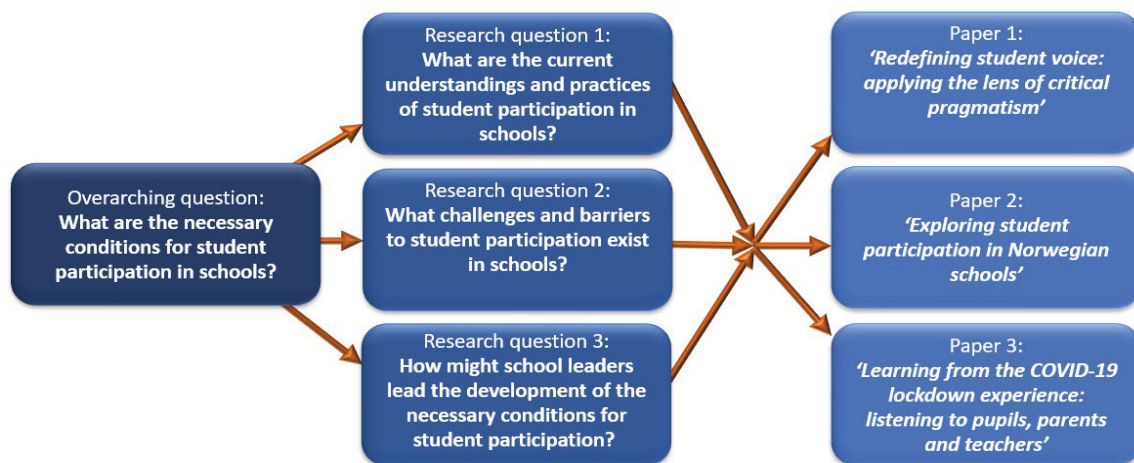 Overarching question:
What are the necessary
conditions for student
participation in schools?
Research question 1:
What are the current
understandings and practices
of student participation in
schools?
Research question 2:
What challenges and barriers
to student participation exist
in schools?
Research question 3:
How might school leaders
lead the development of the
necessary conditions for
student participation?
Paper 1:
‘Redefining student voice:
applying the lens of critical
pragmatism’
Paper 2:
‘Exploring student
participation in Norwegian
schools’
Paper 3:
‘Learning from the COVID-19
lockdown experience:
listening to pupils, parents
and teachers’